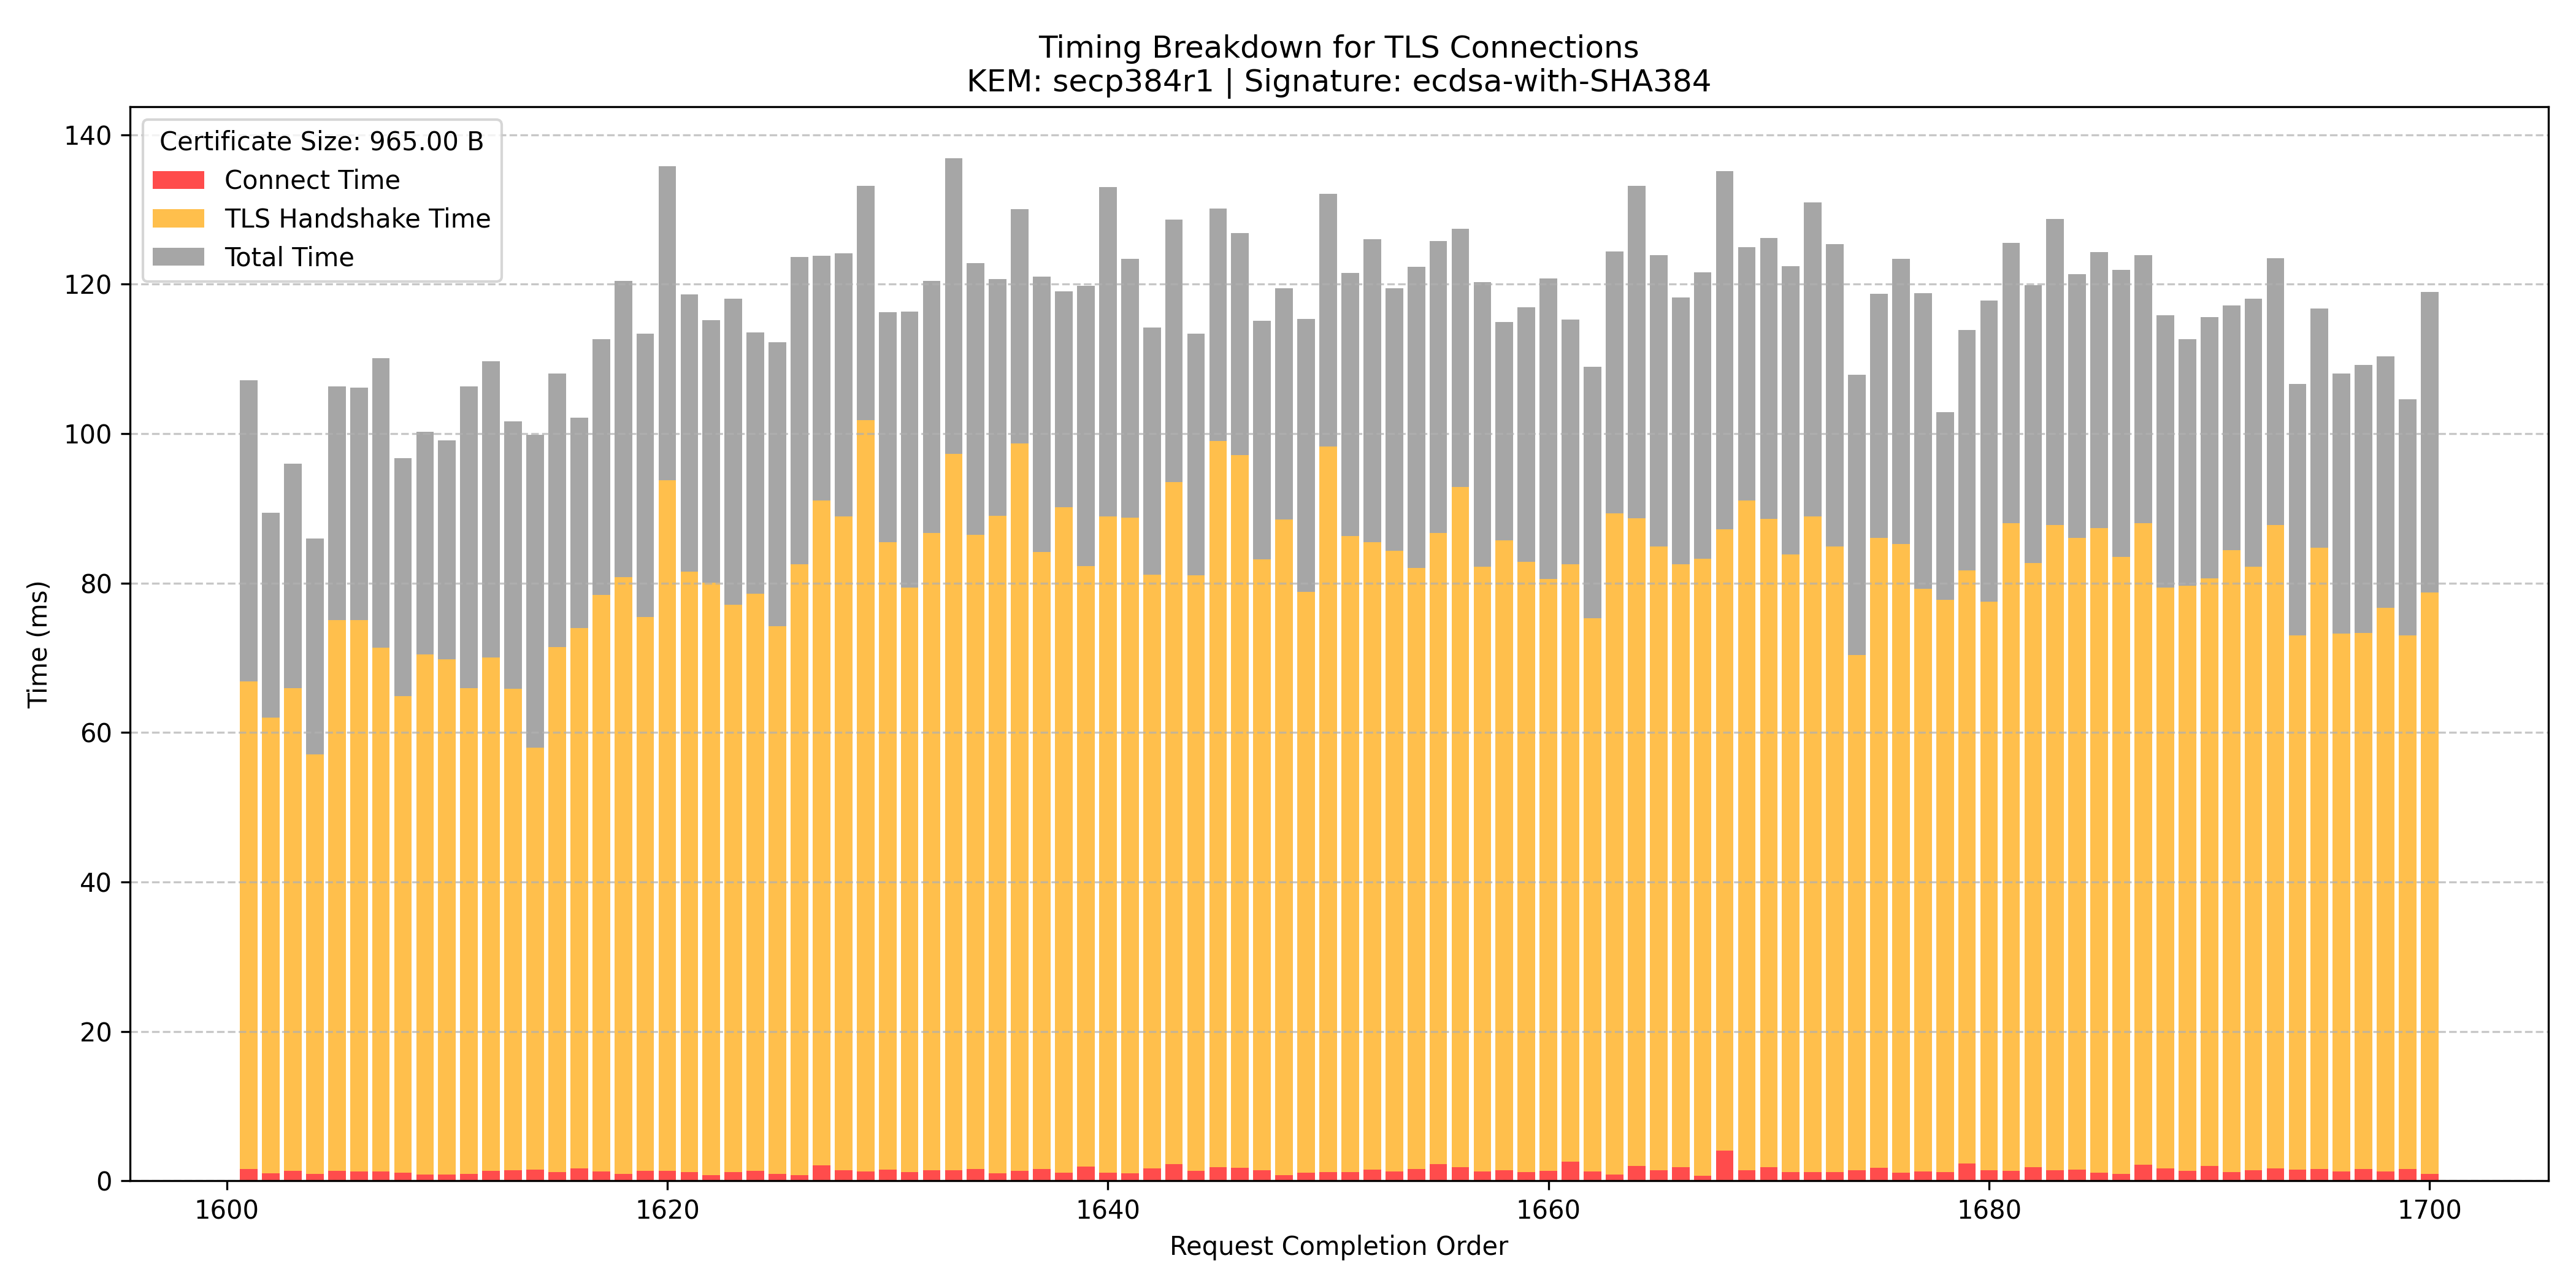 Timing Breakdown for TLS Connections
KEM: secp384r1 | Signature: ecdsa-with-SHA384
Certificate Size: 965.00 B
Connect Time
TLS Handshake Time
Total Time
Time (ms)
140
120
100
80
60
40
20
0
1600 1620 1640 1660 1680 1700
Request Completion Order